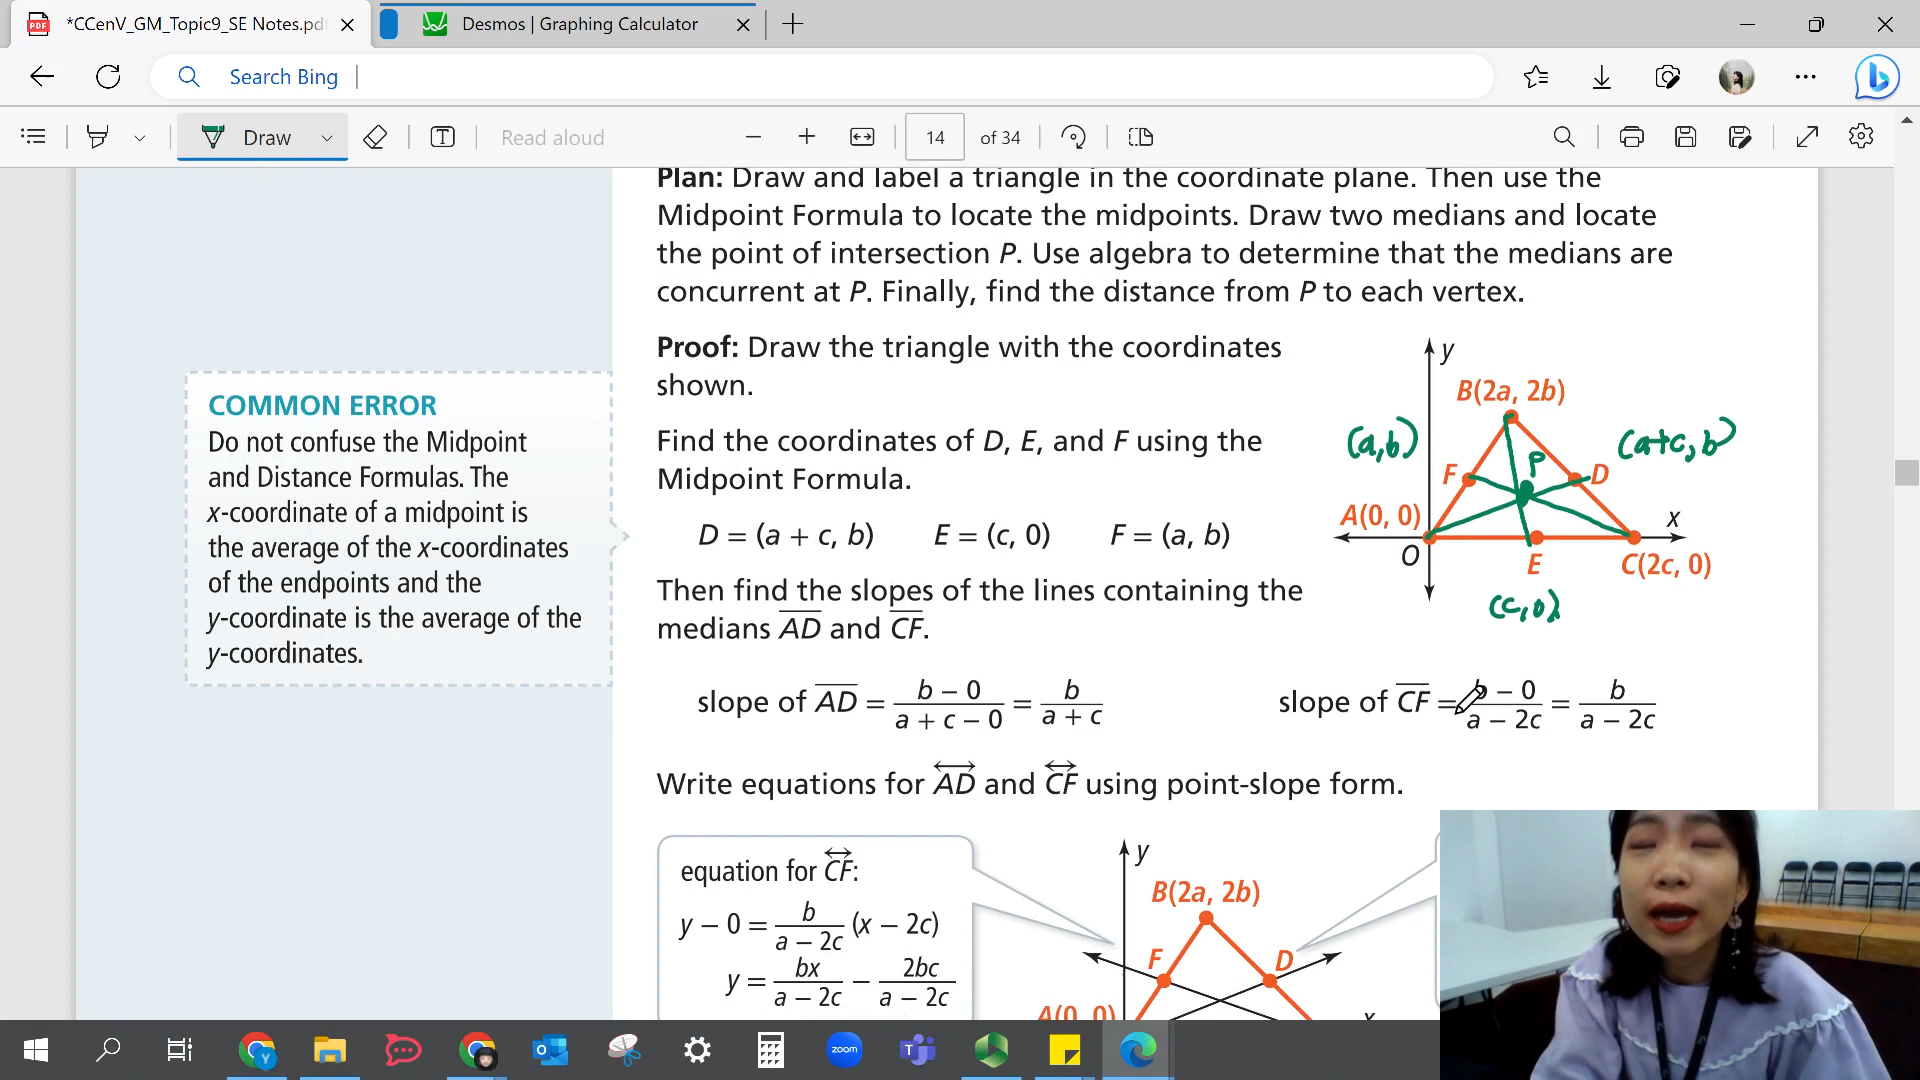 *CCenV_GM_Topic9_SE Notes.pdf
Desmos | Graphing Calculator
Search Bing
Draw
T
Read aloud
14
of 34
Plan: Draw and label a triangle in the coordinate plane. Then use the
Midpoint Formula to locate the midpoints. Draw two medians and locate
the point of intersection P. Use algebra to determine that the medians are
concurrent at P. Finally, find the distance from P to each vertex.
Proof: Draw the triangle with the coordinates
shown.
Find the coordinates of D, E, and F using the
Midpoint Formula.
D = (a + c, b) E = (c, 0) F = (a, b)
Then find the slopes of the lines containing the
medians A̅D̅ and C̅F̅.
COMMON ERROR
Do not confuse the Midpoint
and Distance Formulas. The
x-coordinate of a midpoint is
the average of the x-coordinates
of the endpoints and the
y-coordinate is the average of the
y-coordinates.
y
B(2a, 2b)
(a,b)
(a+c, b)
P
F
D
A(0, 0)
x
O
E
C(2c, 0)
(c,0)
slope of A̅D̅ = (b − 0)/(a + c − 0) = b/(a + c)
slope of C̅F̅ = (b − 0)/(a − 2c) = b/(a − 2c)
Write equations for AD and CF using point-slope form.
equation for CF:
y − 0 = b/(a − 2c) (x − 2c)
y = bx/(a − 2c) − 2bc/(a − 2c)
y
B(2a, 2b)
F
D
A(0, 0)
x
zoom